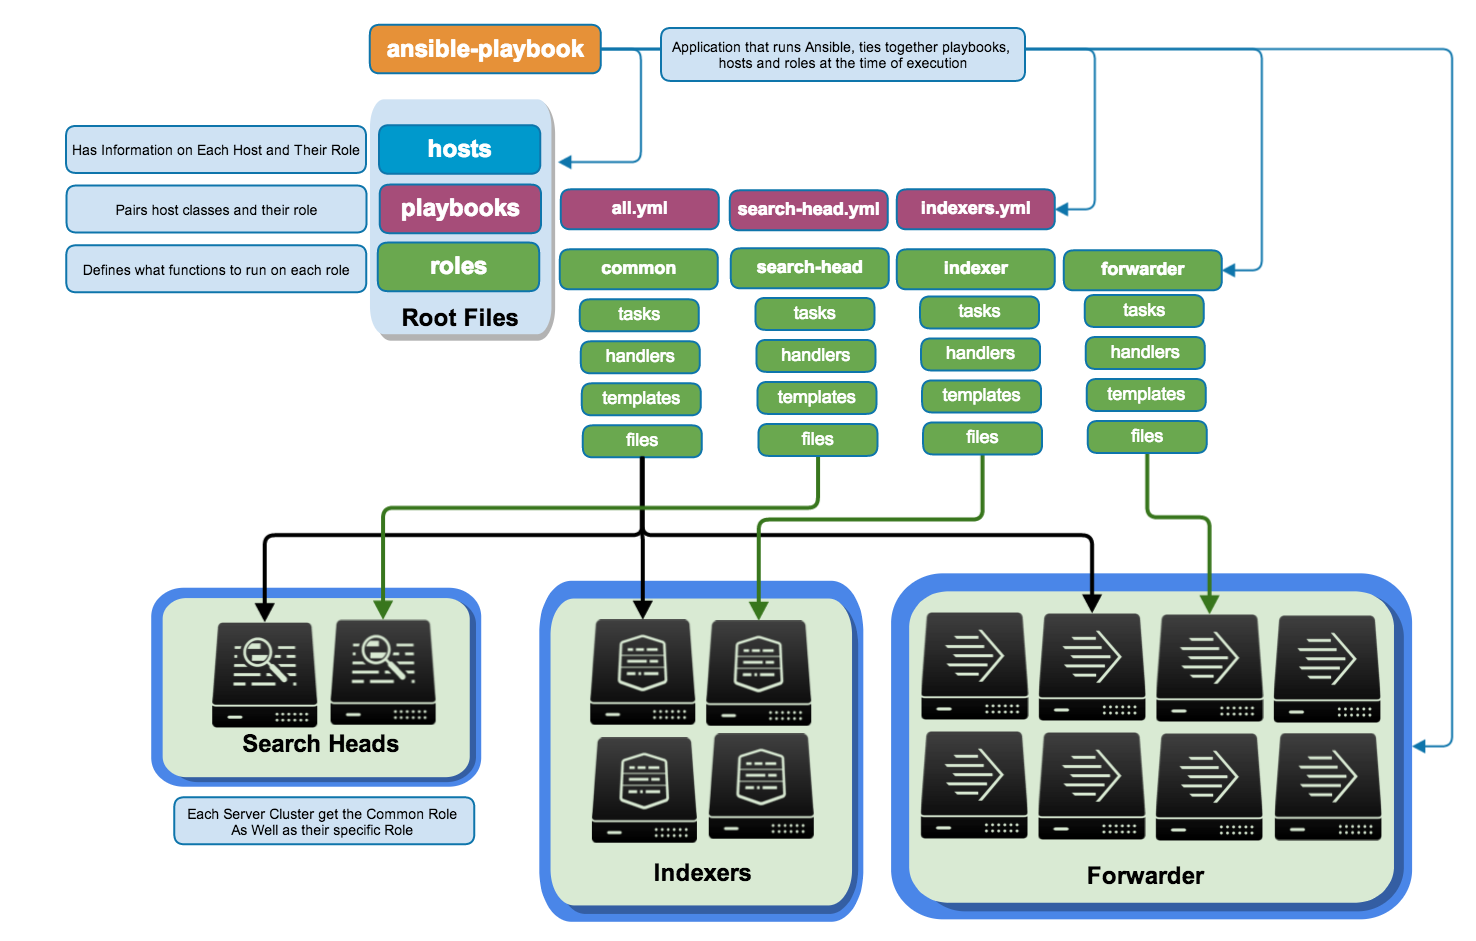 ansible-playbook
Application that runs Ansible, ties together playbooks,
hosts and roles at the time of execution
Has Information on Each Host and Their Role
hosts
Pairs host classes and their role
playbooks
all.yml
search-head.yml
indexers.yml
Defines what functions to run on each role
roles
common
search-head
indexer
forwarder
Root Files
tasks
tasks
tasks
tasks
handlers
handlers
handlers
handlers
templates
templates
templates
templates
files
files
files
files
Search Heads
Each Server Cluster get the Common Role
As Well as their specific Role
Indexers
Forwarder